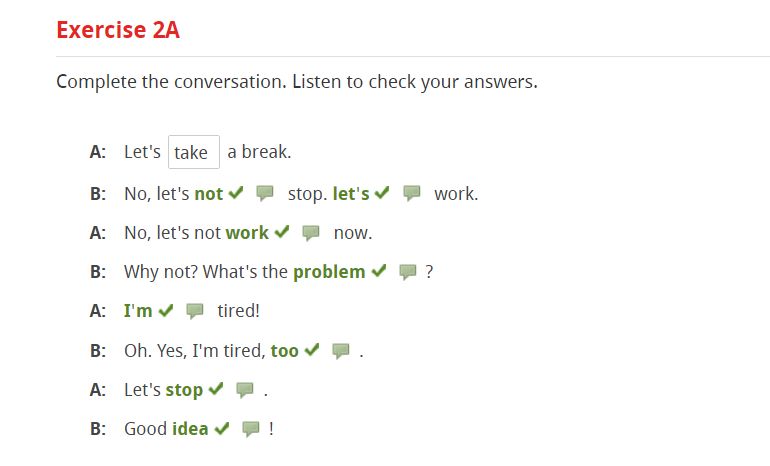 Exercise 2A
Complete the conversation. Listen to check your answers.
A: Let's take a break.
B: No, let's not stop. let's work.
A: No, let's not work now.
B: Why not? What's the problem ?
A: I'm tired!
B: Oh. Yes, I'm tired, too .
A: Let's stop .
B: Good idea !